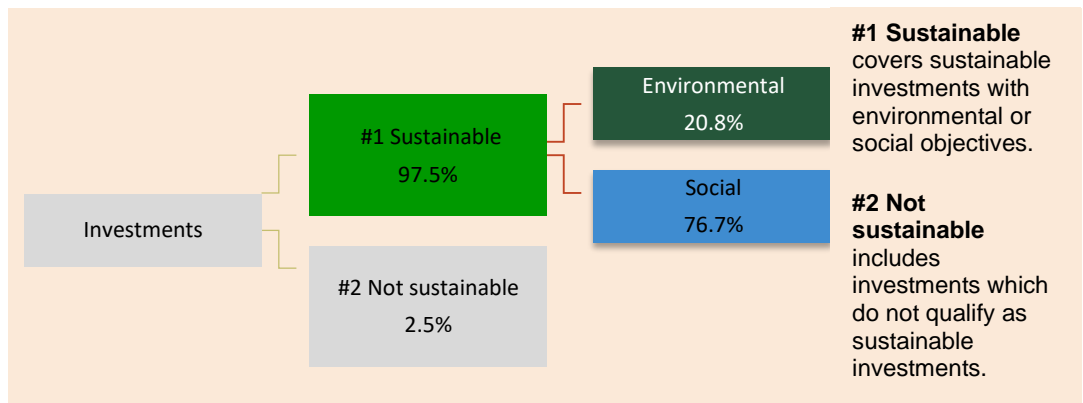 Investments
#1 Sustainable
97.5%
#2 Not sustainable
2.5%
Environmental
20.8%
Social
76.7%
#1 Sustainable
covers sustainable
investments with
environmental or
social objectives.
#2 Not
sustainable
includes
investments which
do not qualify as
sustainable
investments.